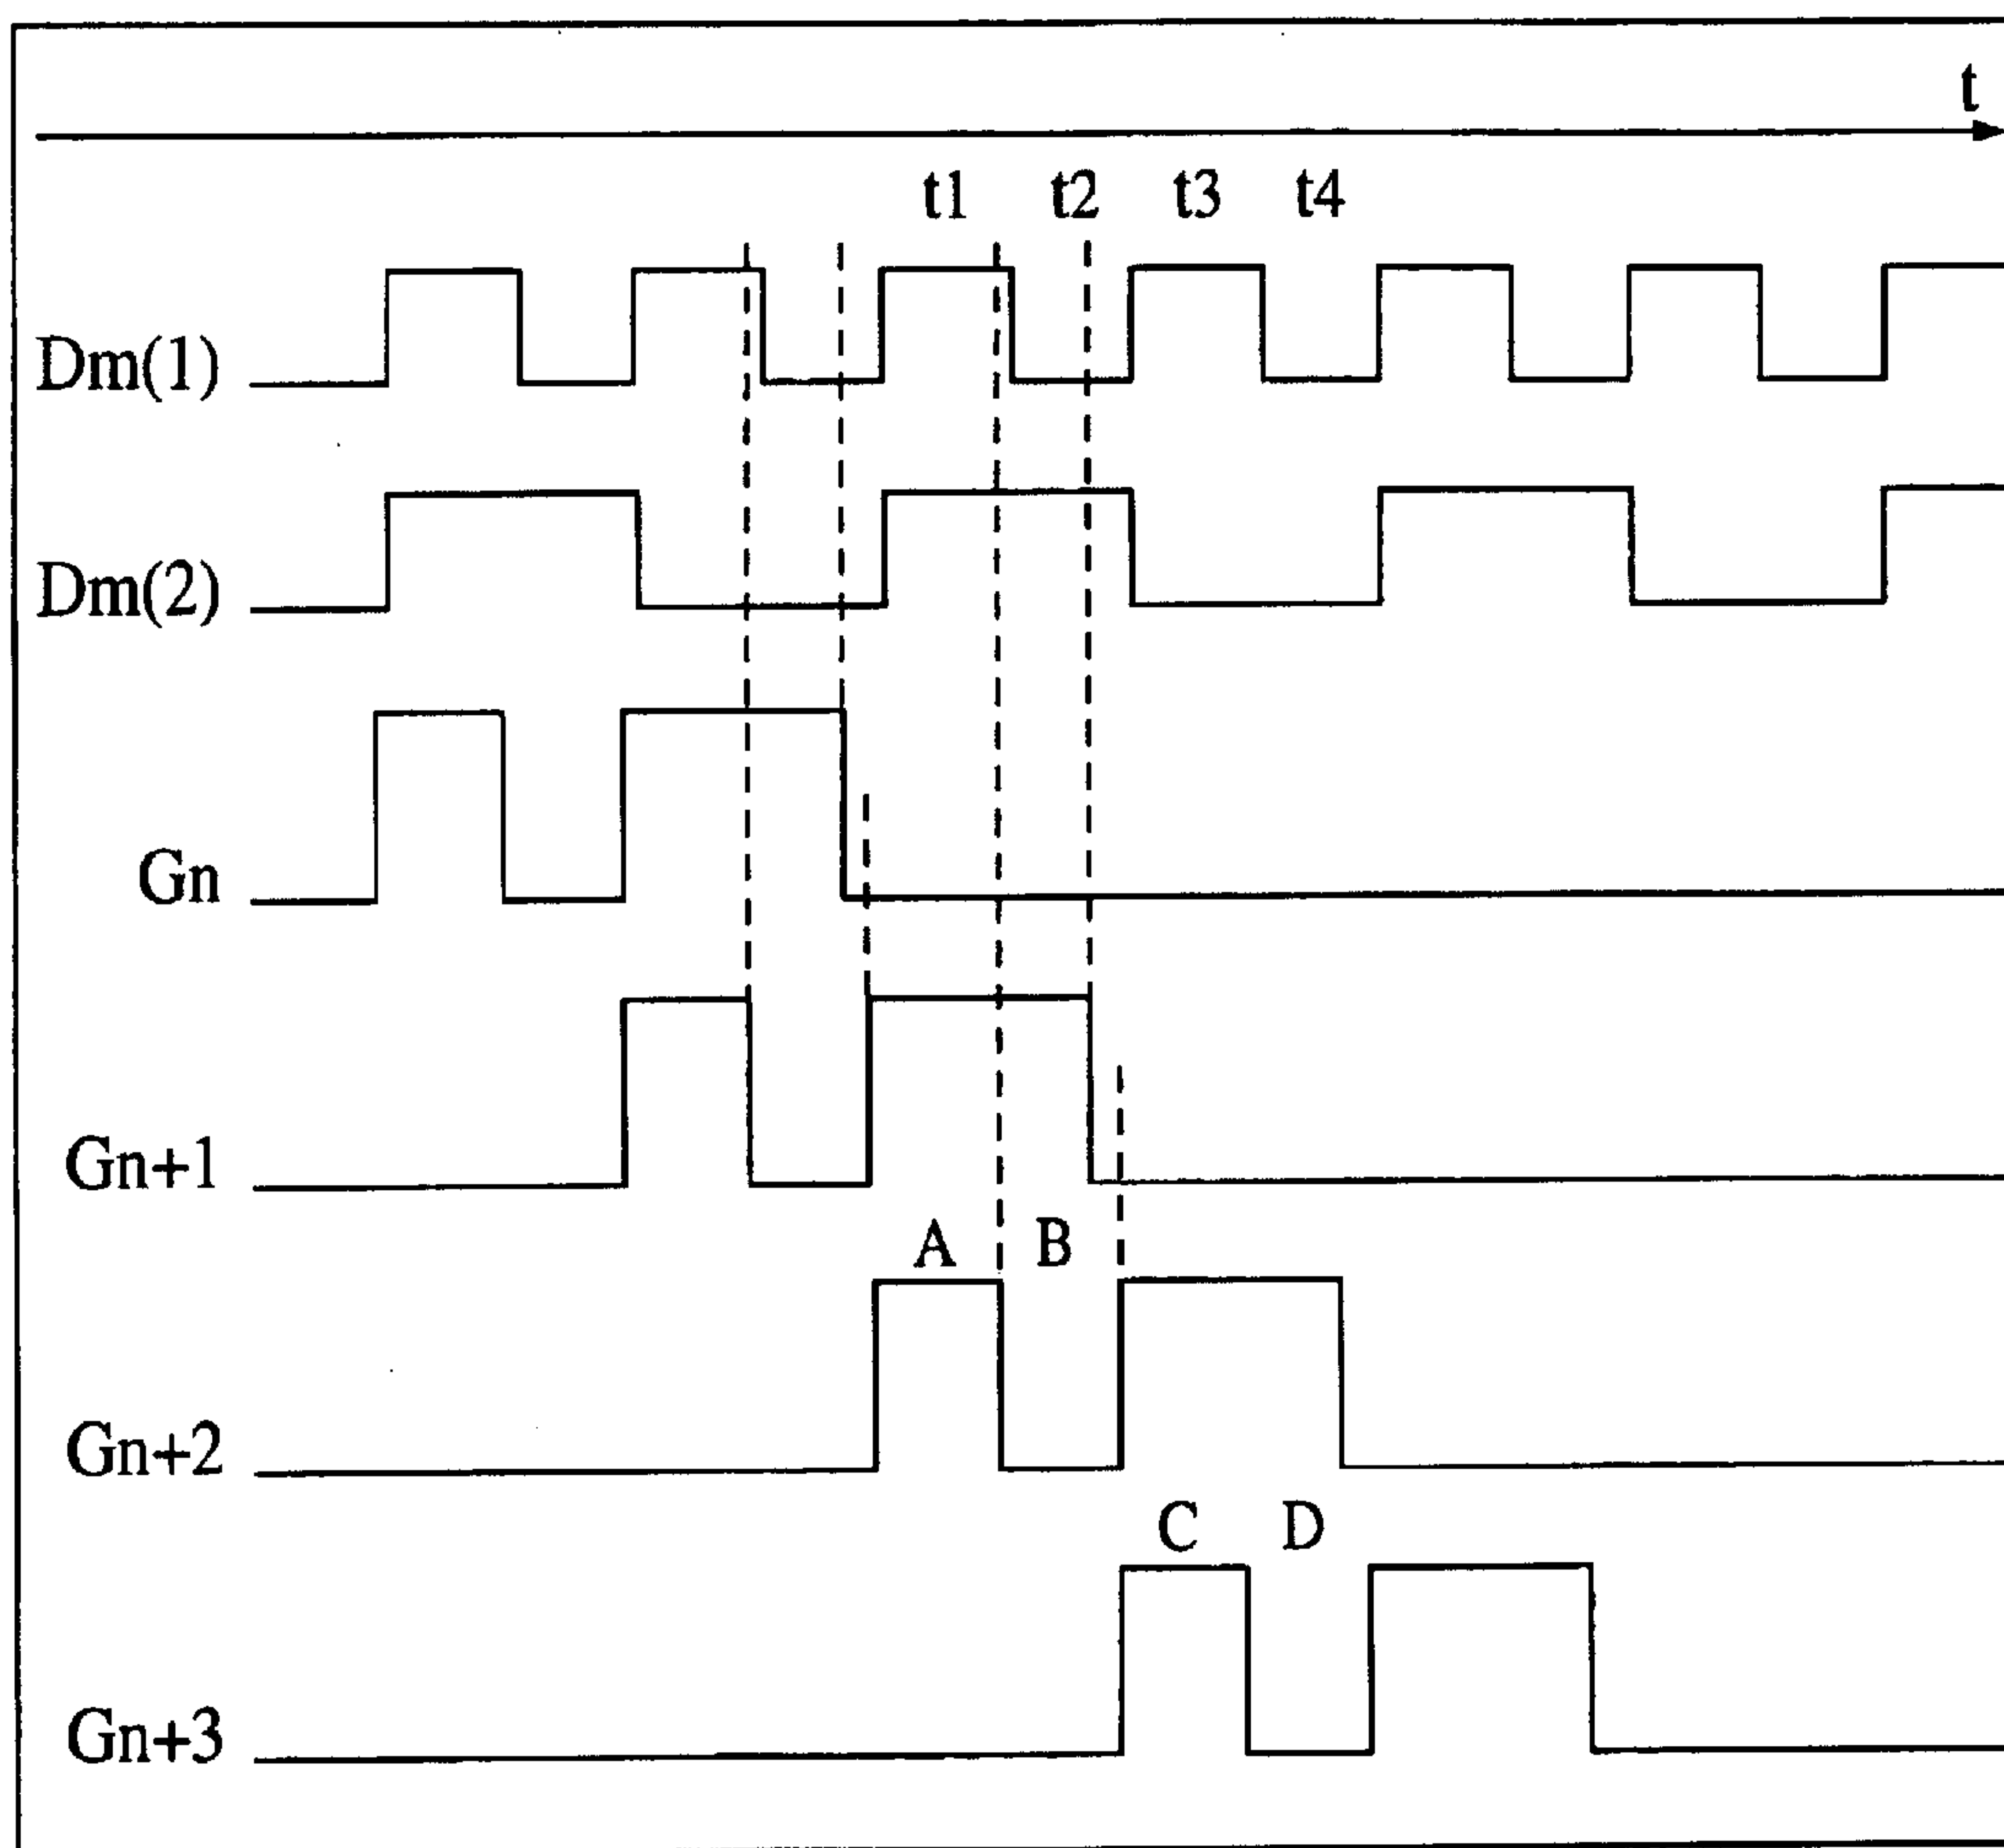 t
t1 t2 t3 t4
Dm(1)
Dm(2)
Gn
Gn+1
A B
Gn+2
C D
Gn+3